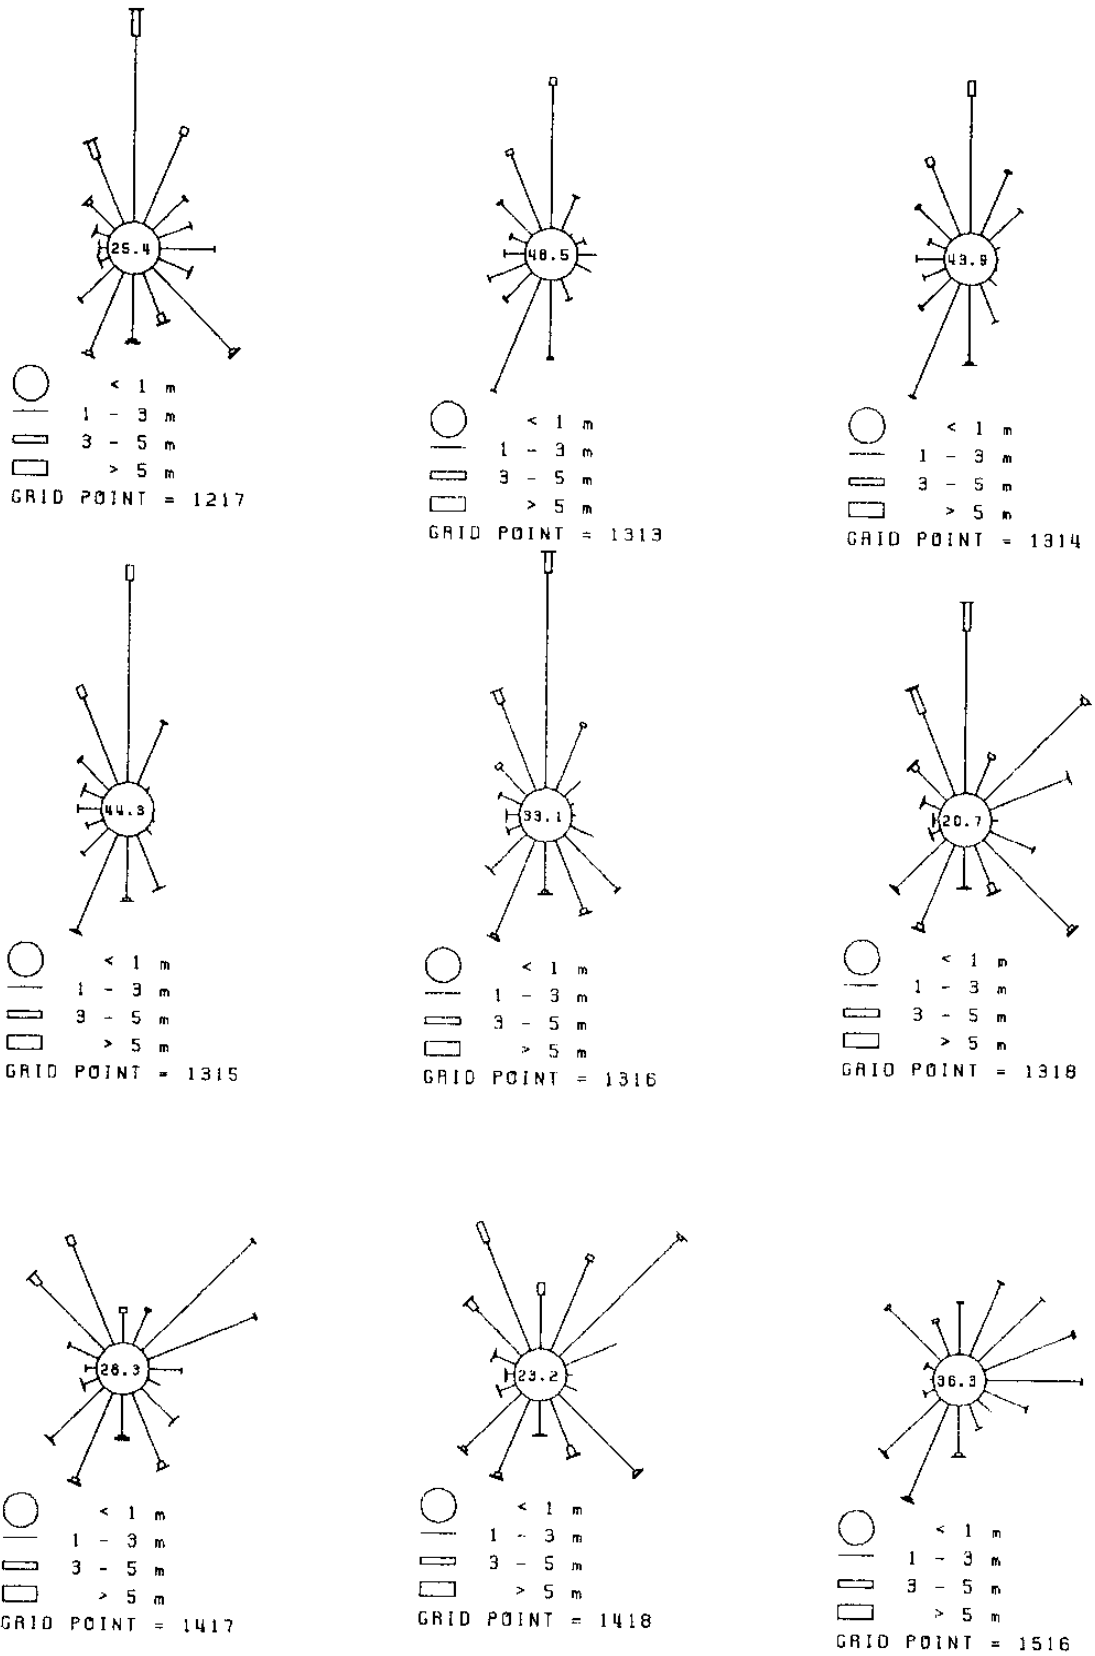 25.4
< 1 m
1 - 3 m
3 - 5 m
> 5 m
GRID POINT = 1217
48.5
< 1 m
1 - 3 m
3 - 5 m
> 5 m
GRID POINT = 1313
43.9
< 1 m
1 - 3 m
3 - 5 m
> 5 m
GRID POINT = 1314
44.3
< 1 m
1 - 3 m
3 - 5 m
> 5 m
GRID POINT = 1315
33.1
< 1 m
1 - 3 m
3 - 5 m
> 5 m
GRID POINT = 1316
20.7
< 1 m
1 - 3 m
3 - 5 m
> 5 m
GRID POINT = 1318
28.3
< 1 m
1 - 3 m
3 - 5 m
> 5 m
GRID POINT = 1417
23.2
< 1 m
1 - 3 m
3 - 5 m
> 5 m
GRID POINT = 1418
36.3
< 1 m
1 - 3 m
3 - 5 m
> 5 m
GRID POINT = 1516